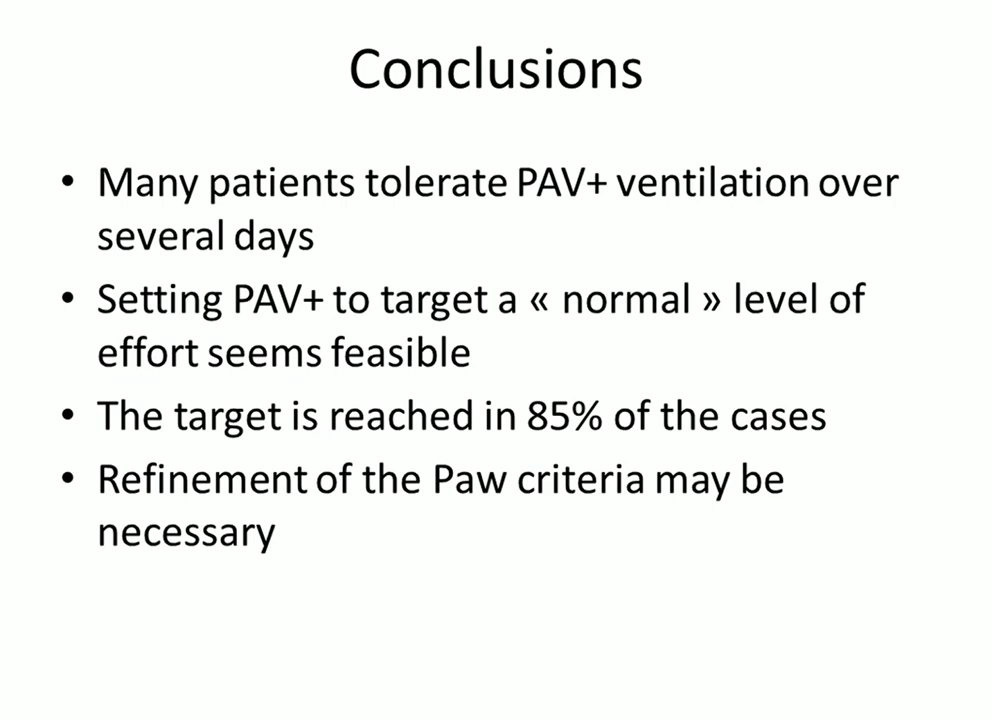 Conclusions
• Many patients tolerate PAV+ ventilation over
several days
• Setting PAV+ to target a « normal » level of
effort seems feasible
• The target is reached in 85% of the cases
• Refinement of the Paw criteria may be
necessary